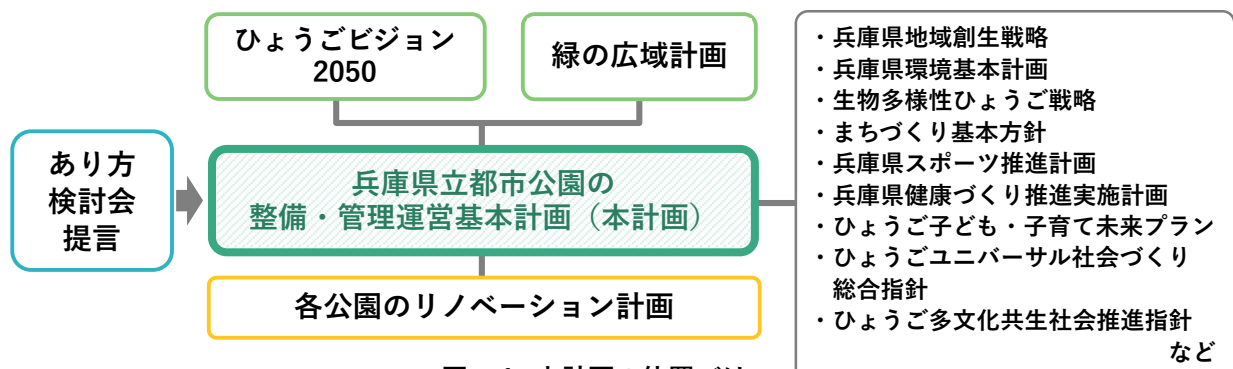 ひょうごビジョン
2050
緑の広域計画
あり方
検討会
提言
兵庫県立都市公園の
整備・管理運営基本計画（本計画）
各公園のリノベーション計画
・兵庫県地域創生戦略
・兵庫県環境基本計画
・生物多様性ひょうご戦略
・まちづくり基本方針
・兵庫県スポーツ推進計画
・兵庫県健康づくり推進実施計画
・ひょうご子ども・子育て未来プラン
・ひょうごユニバーサル社会づくり
総合指針
・ひょうご多文化共生社会推進指針
など